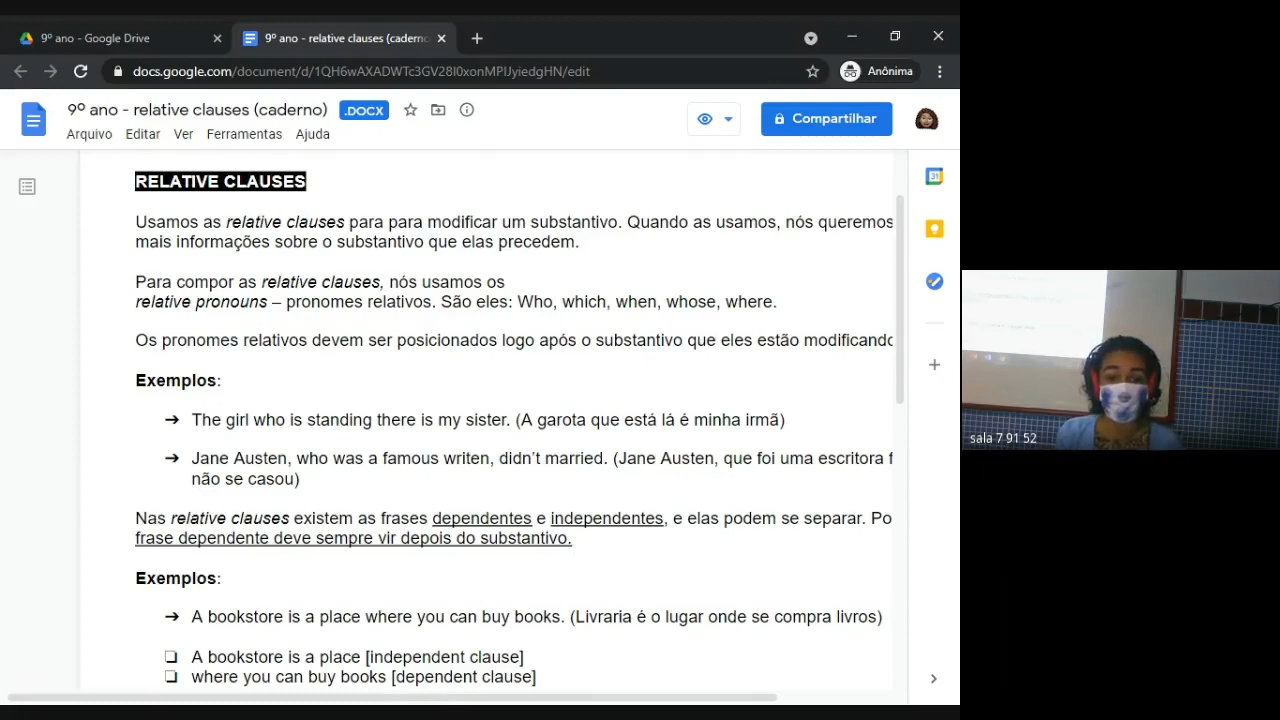 9º ano - Google Drive
9º ano - relative clauses (caderno
docs.google.com/document/d/1QH6wAXADWTc3GV28I0xonMPlJyiedgHN/edit
Anônima
9º ano - relative clauses (caderno)
.DOCX
Arquivo Editar Ver Ferramentas Ajuda
Compartilhar
31
RELATIVE CLAUSES
Usamos as relative clauses para para modificar um substantivo. Quando as usamos, nós queremos
mais informações sobre o substantivo que elas precedem.
Para compor as relative clauses, nós usamos os
relative pronouns – pronomes relativos. São eles: Who, which, when, whose, where.
Os pronomes relativos devem ser posicionados logo após o substantivo que eles estão modificando
Exemplos:
➔ The girl who is standing there is my sister. (A garota que está lá é minha irmã)
➔ Jane Austen, who was a famous writen, didn’t married. (Jane Austen, que foi uma escritora f
não se casou)
Nas relative clauses existem as frases dependentes e independentes, e elas podem se separar. Po
frase dependente deve sempre vir depois do substantivo.
Exemplos:
➔ A bookstore is a place where you can buy books. (Livraria é o lugar onde se compra livros)
❏ A bookstore is a place [independent clause]
❏ where you can buy books [dependent clause]
sala 7 91 52